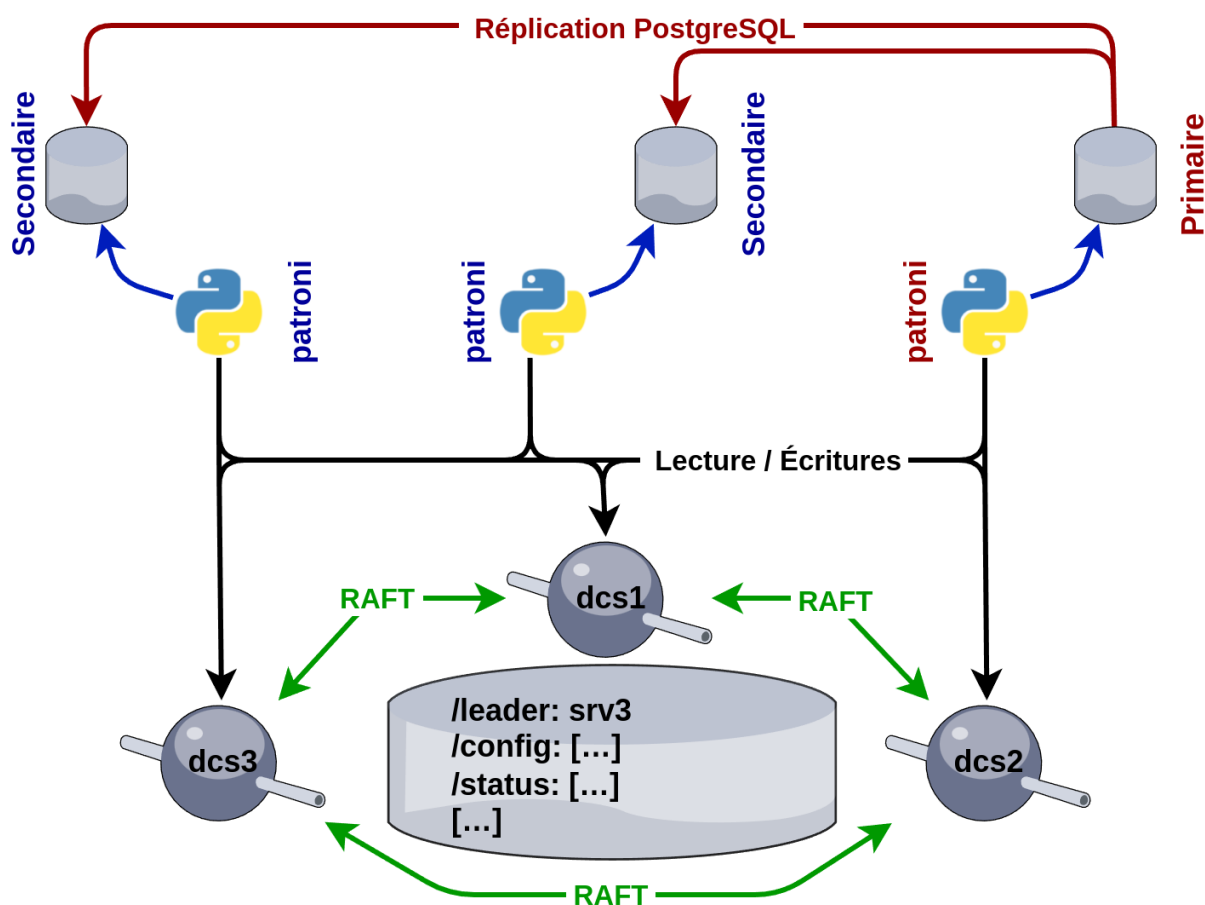 Réplication PostgreSQL
Secondaire
Secondaire
Primaire
patroni
patroni
patroni
Lecture / Écritures
dcs1
RAFT
RAFT
/leader: srv3
/config: […]
/status: […]
[…]
dcs3
dcs2
RAFT